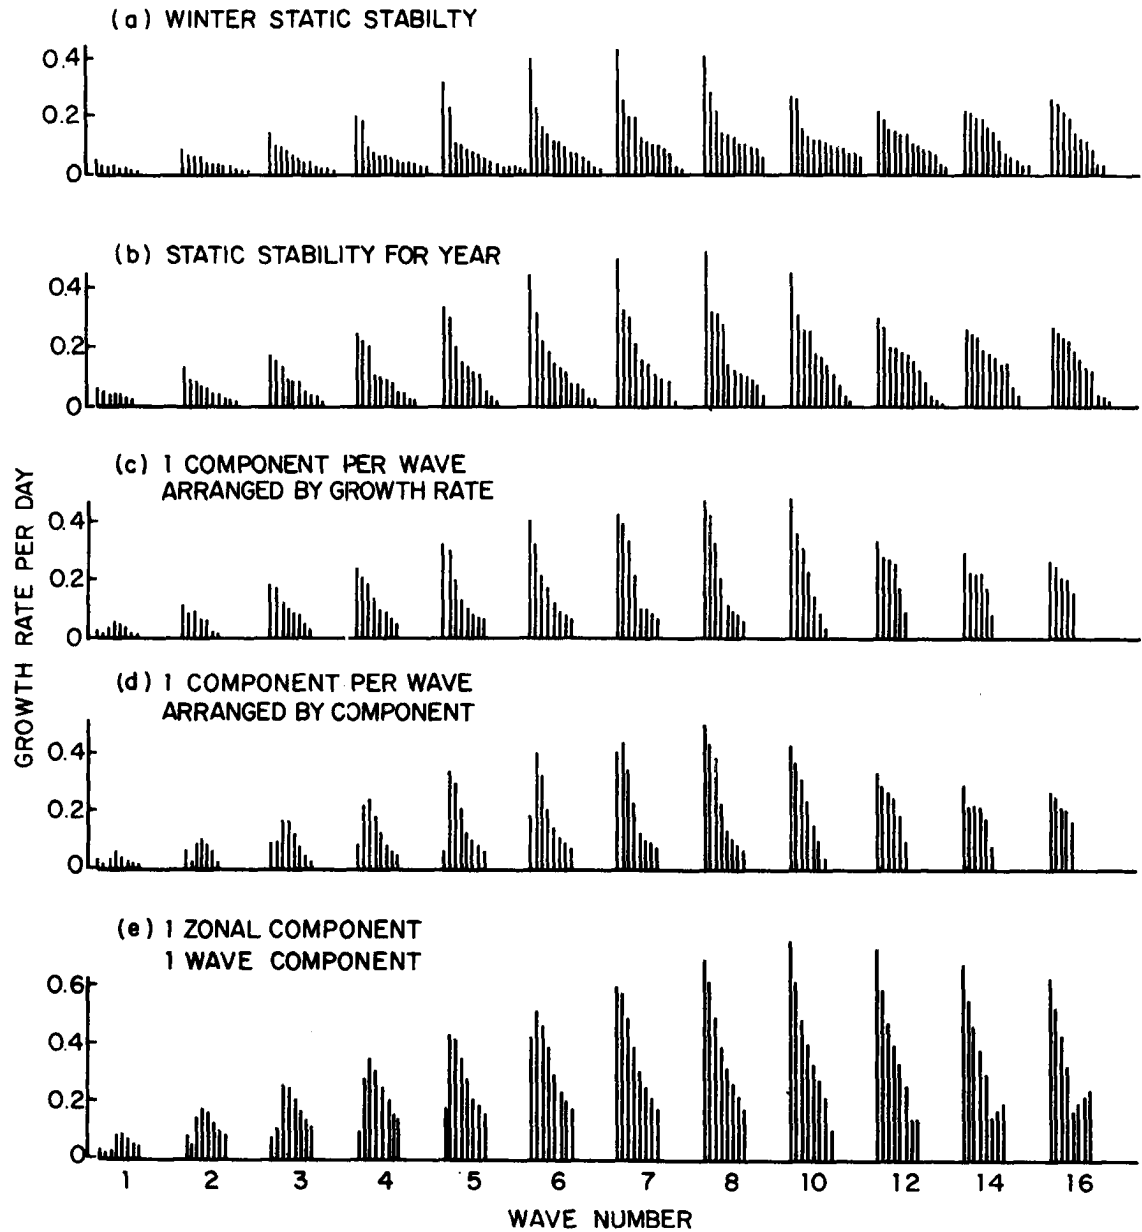 (a) WINTER STATIC STABILTY
0.4
0.2
0
(b) STATIC STABILITY FOR YEAR
0.4
0.2
0
(c) 1 COMPONENT PER WAVE
ARRANGED BY GROWTH RATE
0.4
0.2
0
(d) 1 COMPONENT PER WAVE
ARRANGED BY COMPONENT
0.4
0.2
0
(e) 1 ZONAL COMPONENT
1 WAVE COMPONENT
0.6
0.4
0.2
0
1 2 3 4 5 6 7 8 10 12 14 16
WAVE NUMBER
GROWTH RATE PER DAY